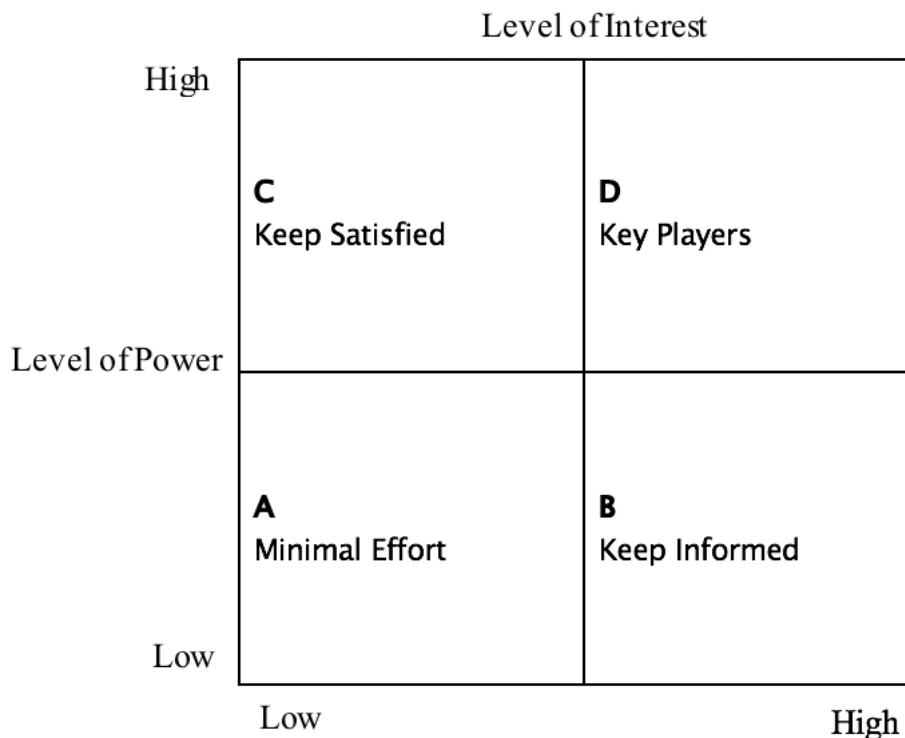 Level of Interest
High
C
Keep Satisfied
D
Key Players
Level of Power
A
Minimal Effort
B
Keep Informed
Low
Low
High